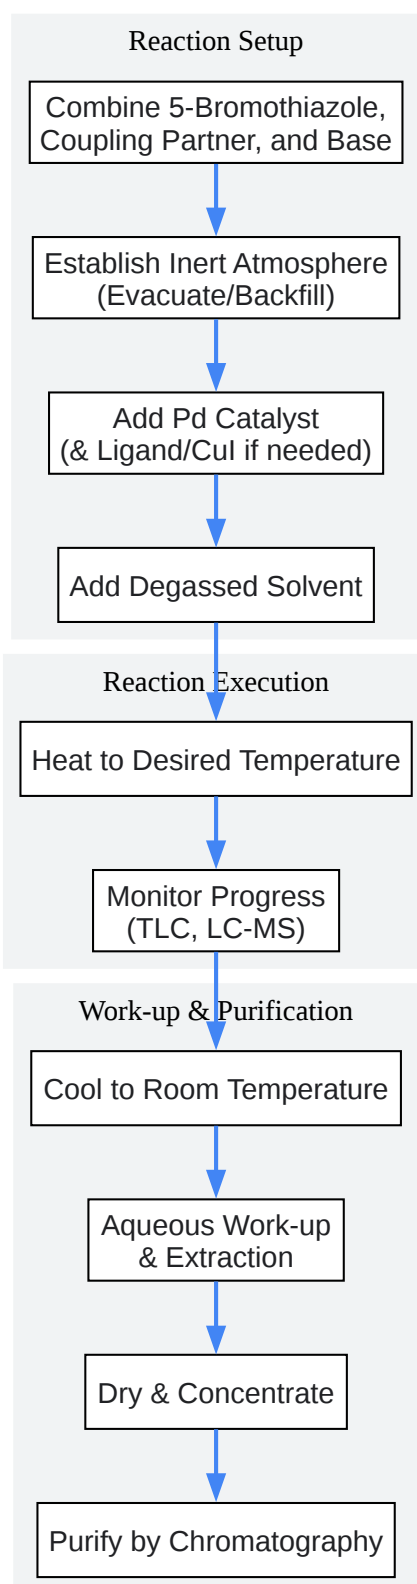 Reaction Setup
Combine 5-Bromothiazole,
Coupling Partner, and Base
Establish Inert Atmosphere
(Evacuate/Backfill)
Add Pd Catalyst
(& Ligand/CuI if needed)
Add Degassed Solvent
Reaction Execution
Heat to Desired Temperature
Monitor Progress
(TLC, LC-MS)
Work-up & Purification
Cool to Room Temperature
Aqueous Work-up
& Extraction
Dry & Concentrate
Purify by Chromatography